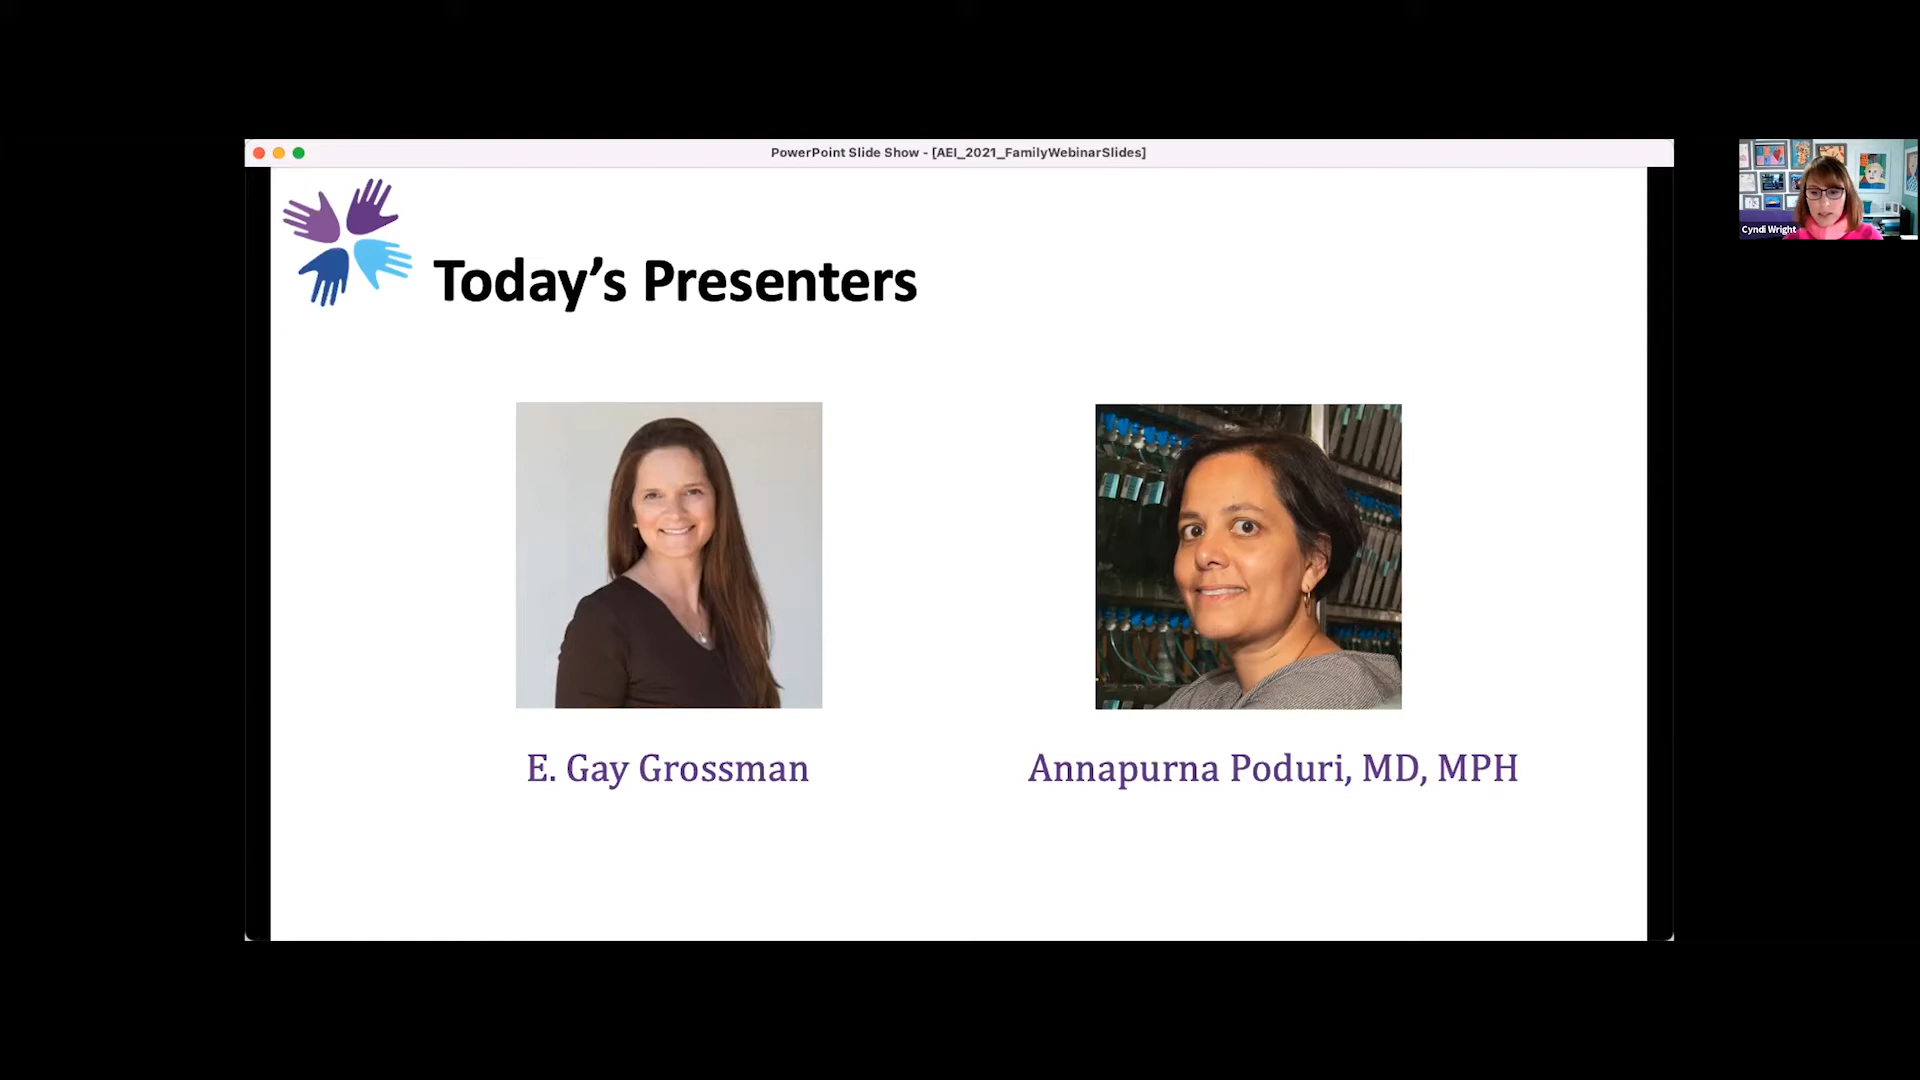 PowerPoint Slide Show - [AEI_2021_FamilyWebinarSlides]
Today’s Presenters
Cyndi Wright
E. Gay Grossman
Annapurna Poduri, MD, MPH